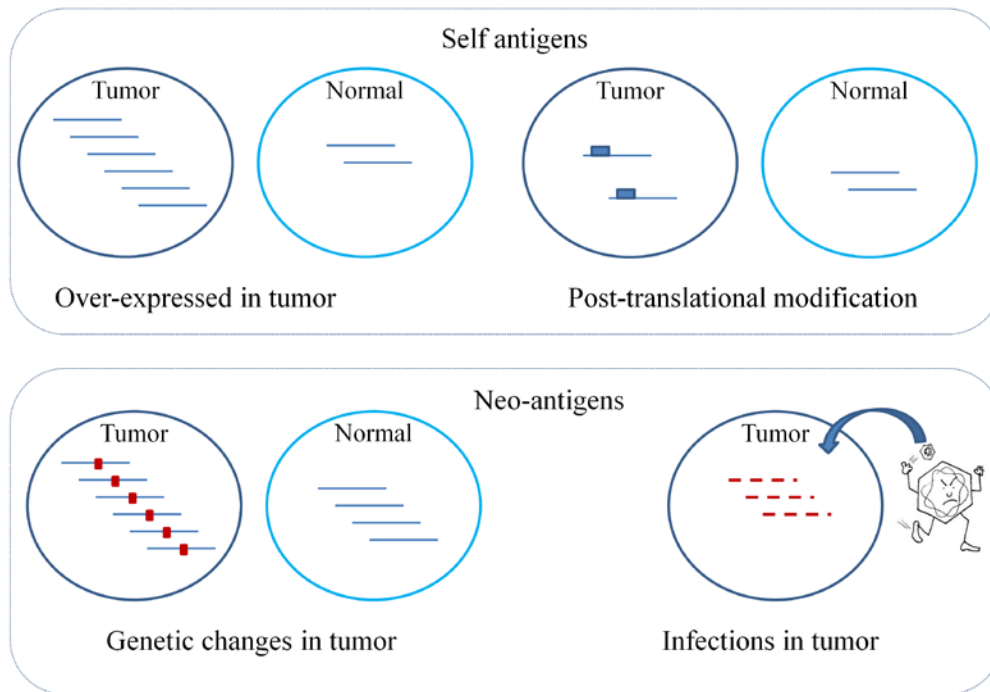 Self antigens
Tumor
Normal
Tumor
Normal
Over-expressed in tumor
Post-translational modification
Neo-antigens
Tumor
Normal
Tumor
Genetic changes in tumor
Infections in tumor